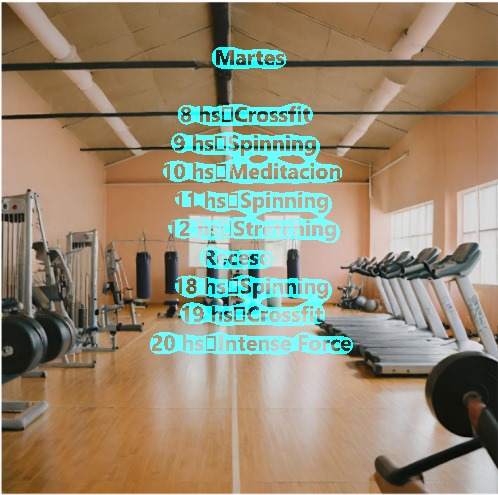 Martes
8 hs▯Crossfit
9 hs▯Spinning
10 hs▯Meditacion
11 hs▯Spinning
12 hs▯Stretching
Receso
18 hs▯Spinning
19 hs▯Crossfit
20 hs▯Intense Force